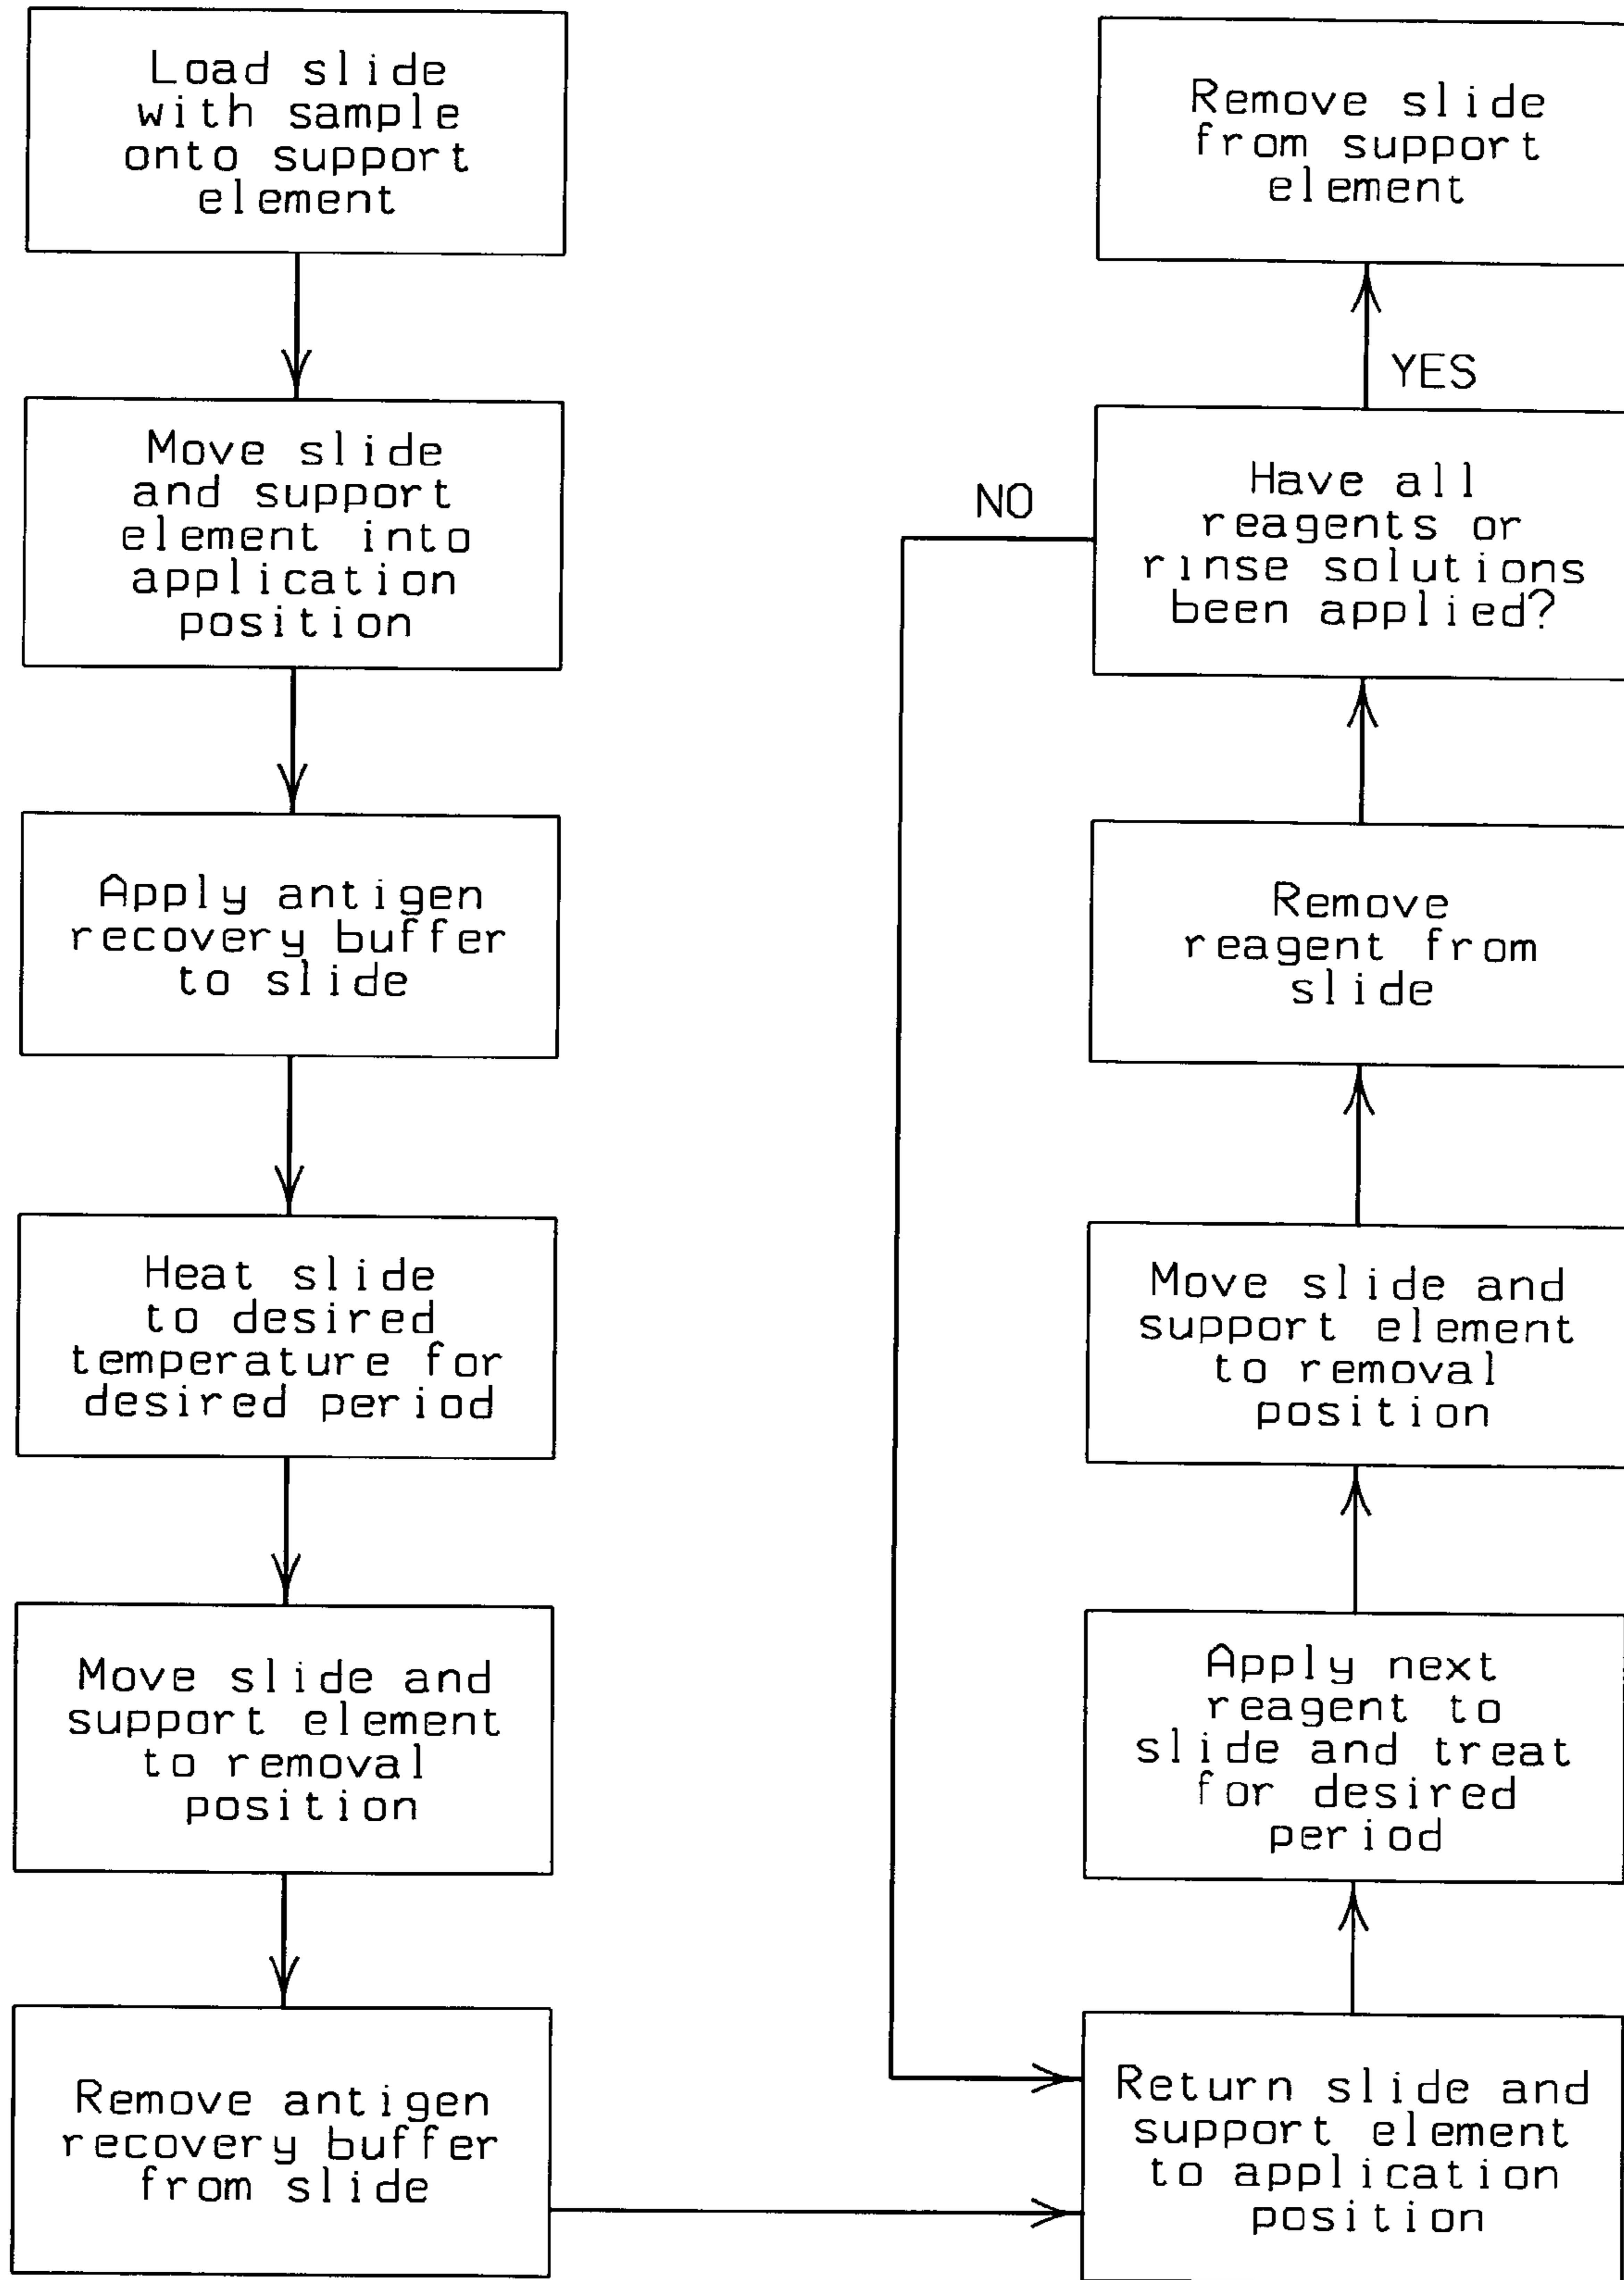 Load slide
with sample
onto support
element
Move slide
and support
element into
application
position
Apply antigen
recovery buffer
to slide
Heat slide
to desired
temperature for
desired period
Move slide and
support element
to removal
position
Remove antigen
recovery buffer
from slide
Remove slide
from support
element
YES
NO
Have all
reagents or
rinse solutions
been applied?
Remove
reagent from
slide
Move slide and
support element
to removal
position
Apply next
reagent to
slide and treat
for desired
period
Return slide and
support element
to application
position